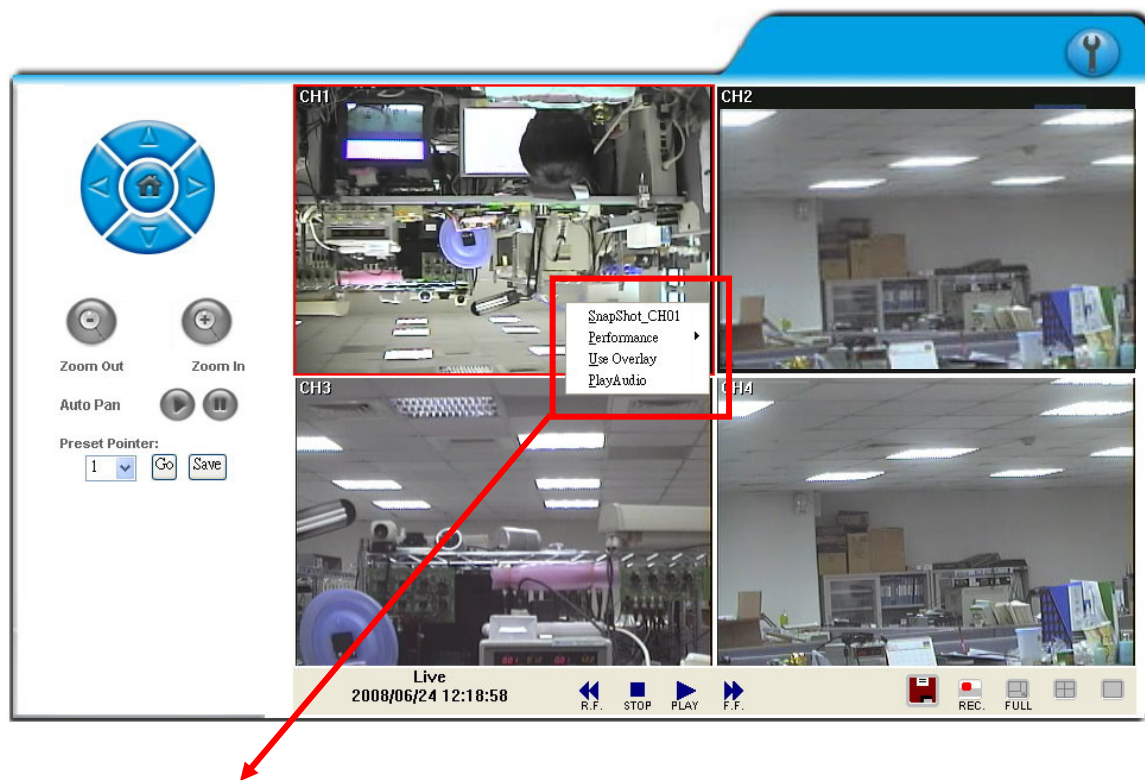 CH1
CH2
Zoom Out
Zoom In
Auto Pan
Preset Pointer:
1
Go
Save
SnapShot_CH01
Performance
Use Overlay
PlayAudio
CH3
CH4
Live
2008/06/24 12:18:58
R.F.
STOP
PLAY
F.F.
REC.
FULL